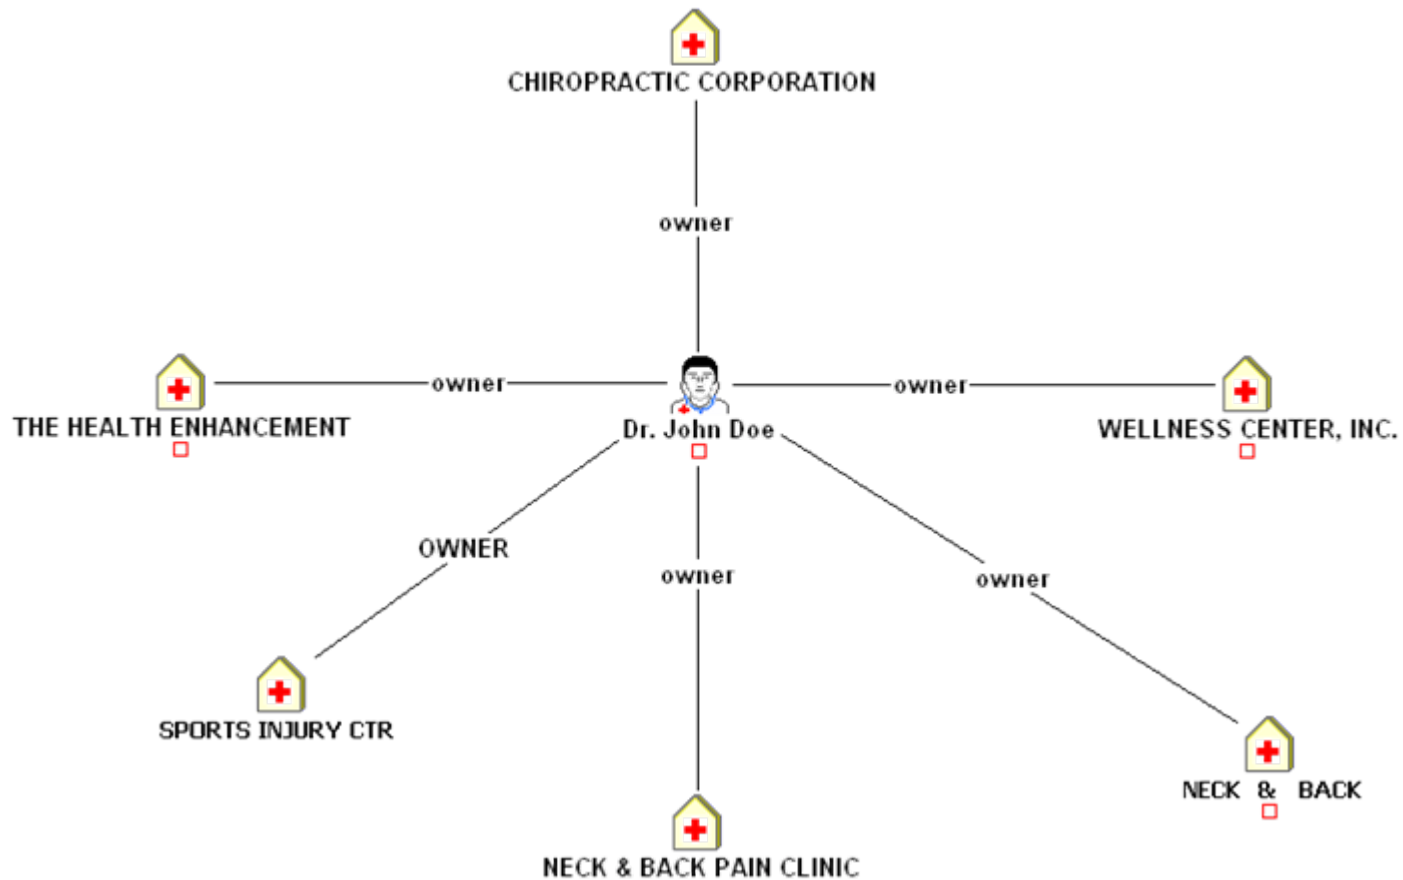 CHIROPRACTIC CORPORATION
owner
owner
owner
THE HEALTH ENHANCEMENT
Dr. John Doe
WELLNESS CENTER, INC.
OWNER
owner
owner
SPORTS INJURY CTR
NECK & BACK
NECK & BACK PAIN CLINIC